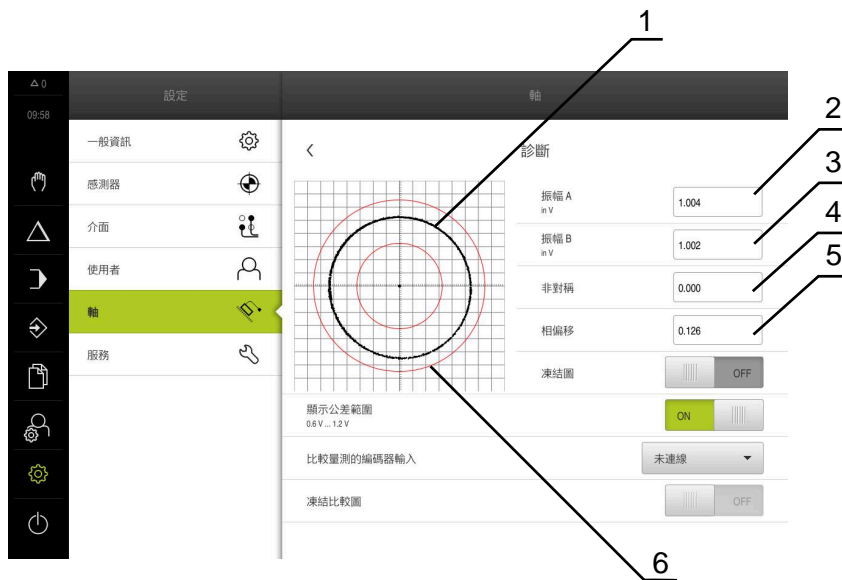 1
△ 0
設定
軸
09:58
2
一般資訊
診斷
感測器
振幅 A
in V
1.004
3
介面
振幅 B
in V
1.002
4
使用者
非對稱
0.000
5
軸
相偏移
0.126
服務
凍結圖
OFF
顯示公差範圍
0.6 V ... 1.2 V
ON
比較量測的編碼器輸入
未連線
凍結比較圖
OFF
6